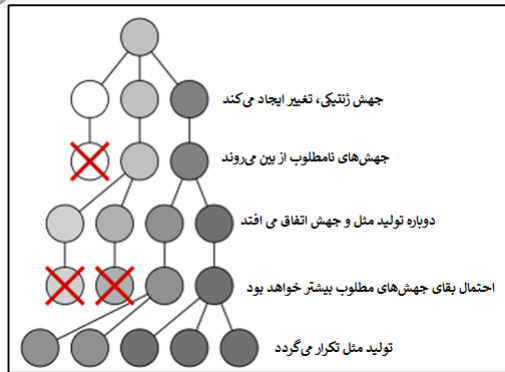 جهش ژنتیکی، تغییر ایجاد می‌کند
جهش‌های نامطلوب از بین می‌روند
دوباره تولید مثل و جهش اتفاق می افتد
احتمال بقای جهش‌های مطلوب بیشتر خواهد بود
تولید مثل تکرار می‌گردد